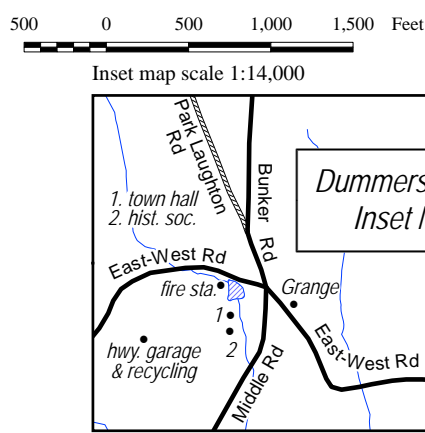 500 0 500 1,000 1,500 Feet
Inset map scale 1:14,000
Park Laughton
Rd
Bunker Rd
1. town hall
2. hist. soc.
Dummers
Inset
East-West Rd
fire sta.
Grange
1
2
hwy. garage
& recycling
Middle Rd
East-West Rd